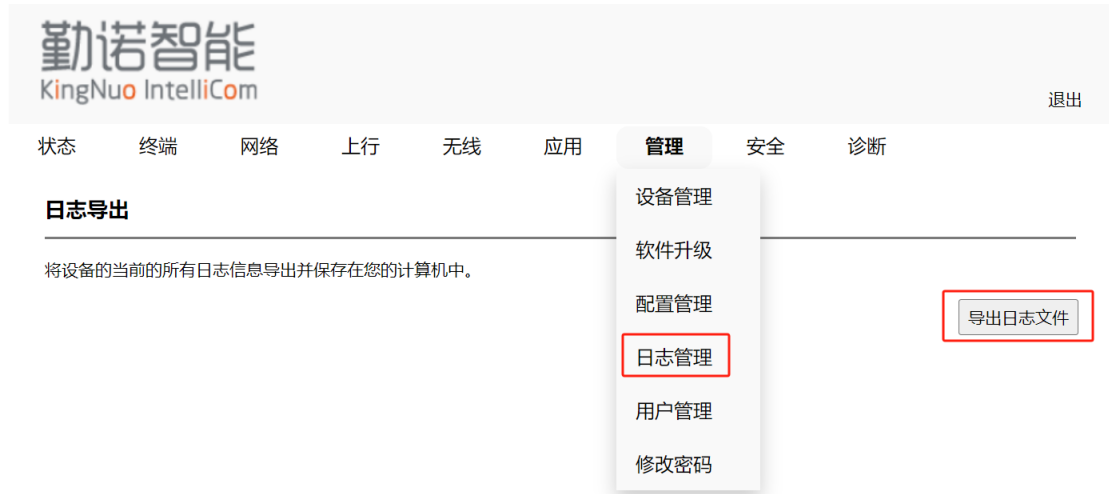 勤诺智能
KingNuo IntelliCom
退出
状态 终端 网络 上行 无线 应用 管理 安全 诊断
日志导出
将设备的当前的所有日志信息导出并保存在您的计算机中。
导出日志文件
设备管理
软件升级
配置管理
日志管理
用户管理
修改密码